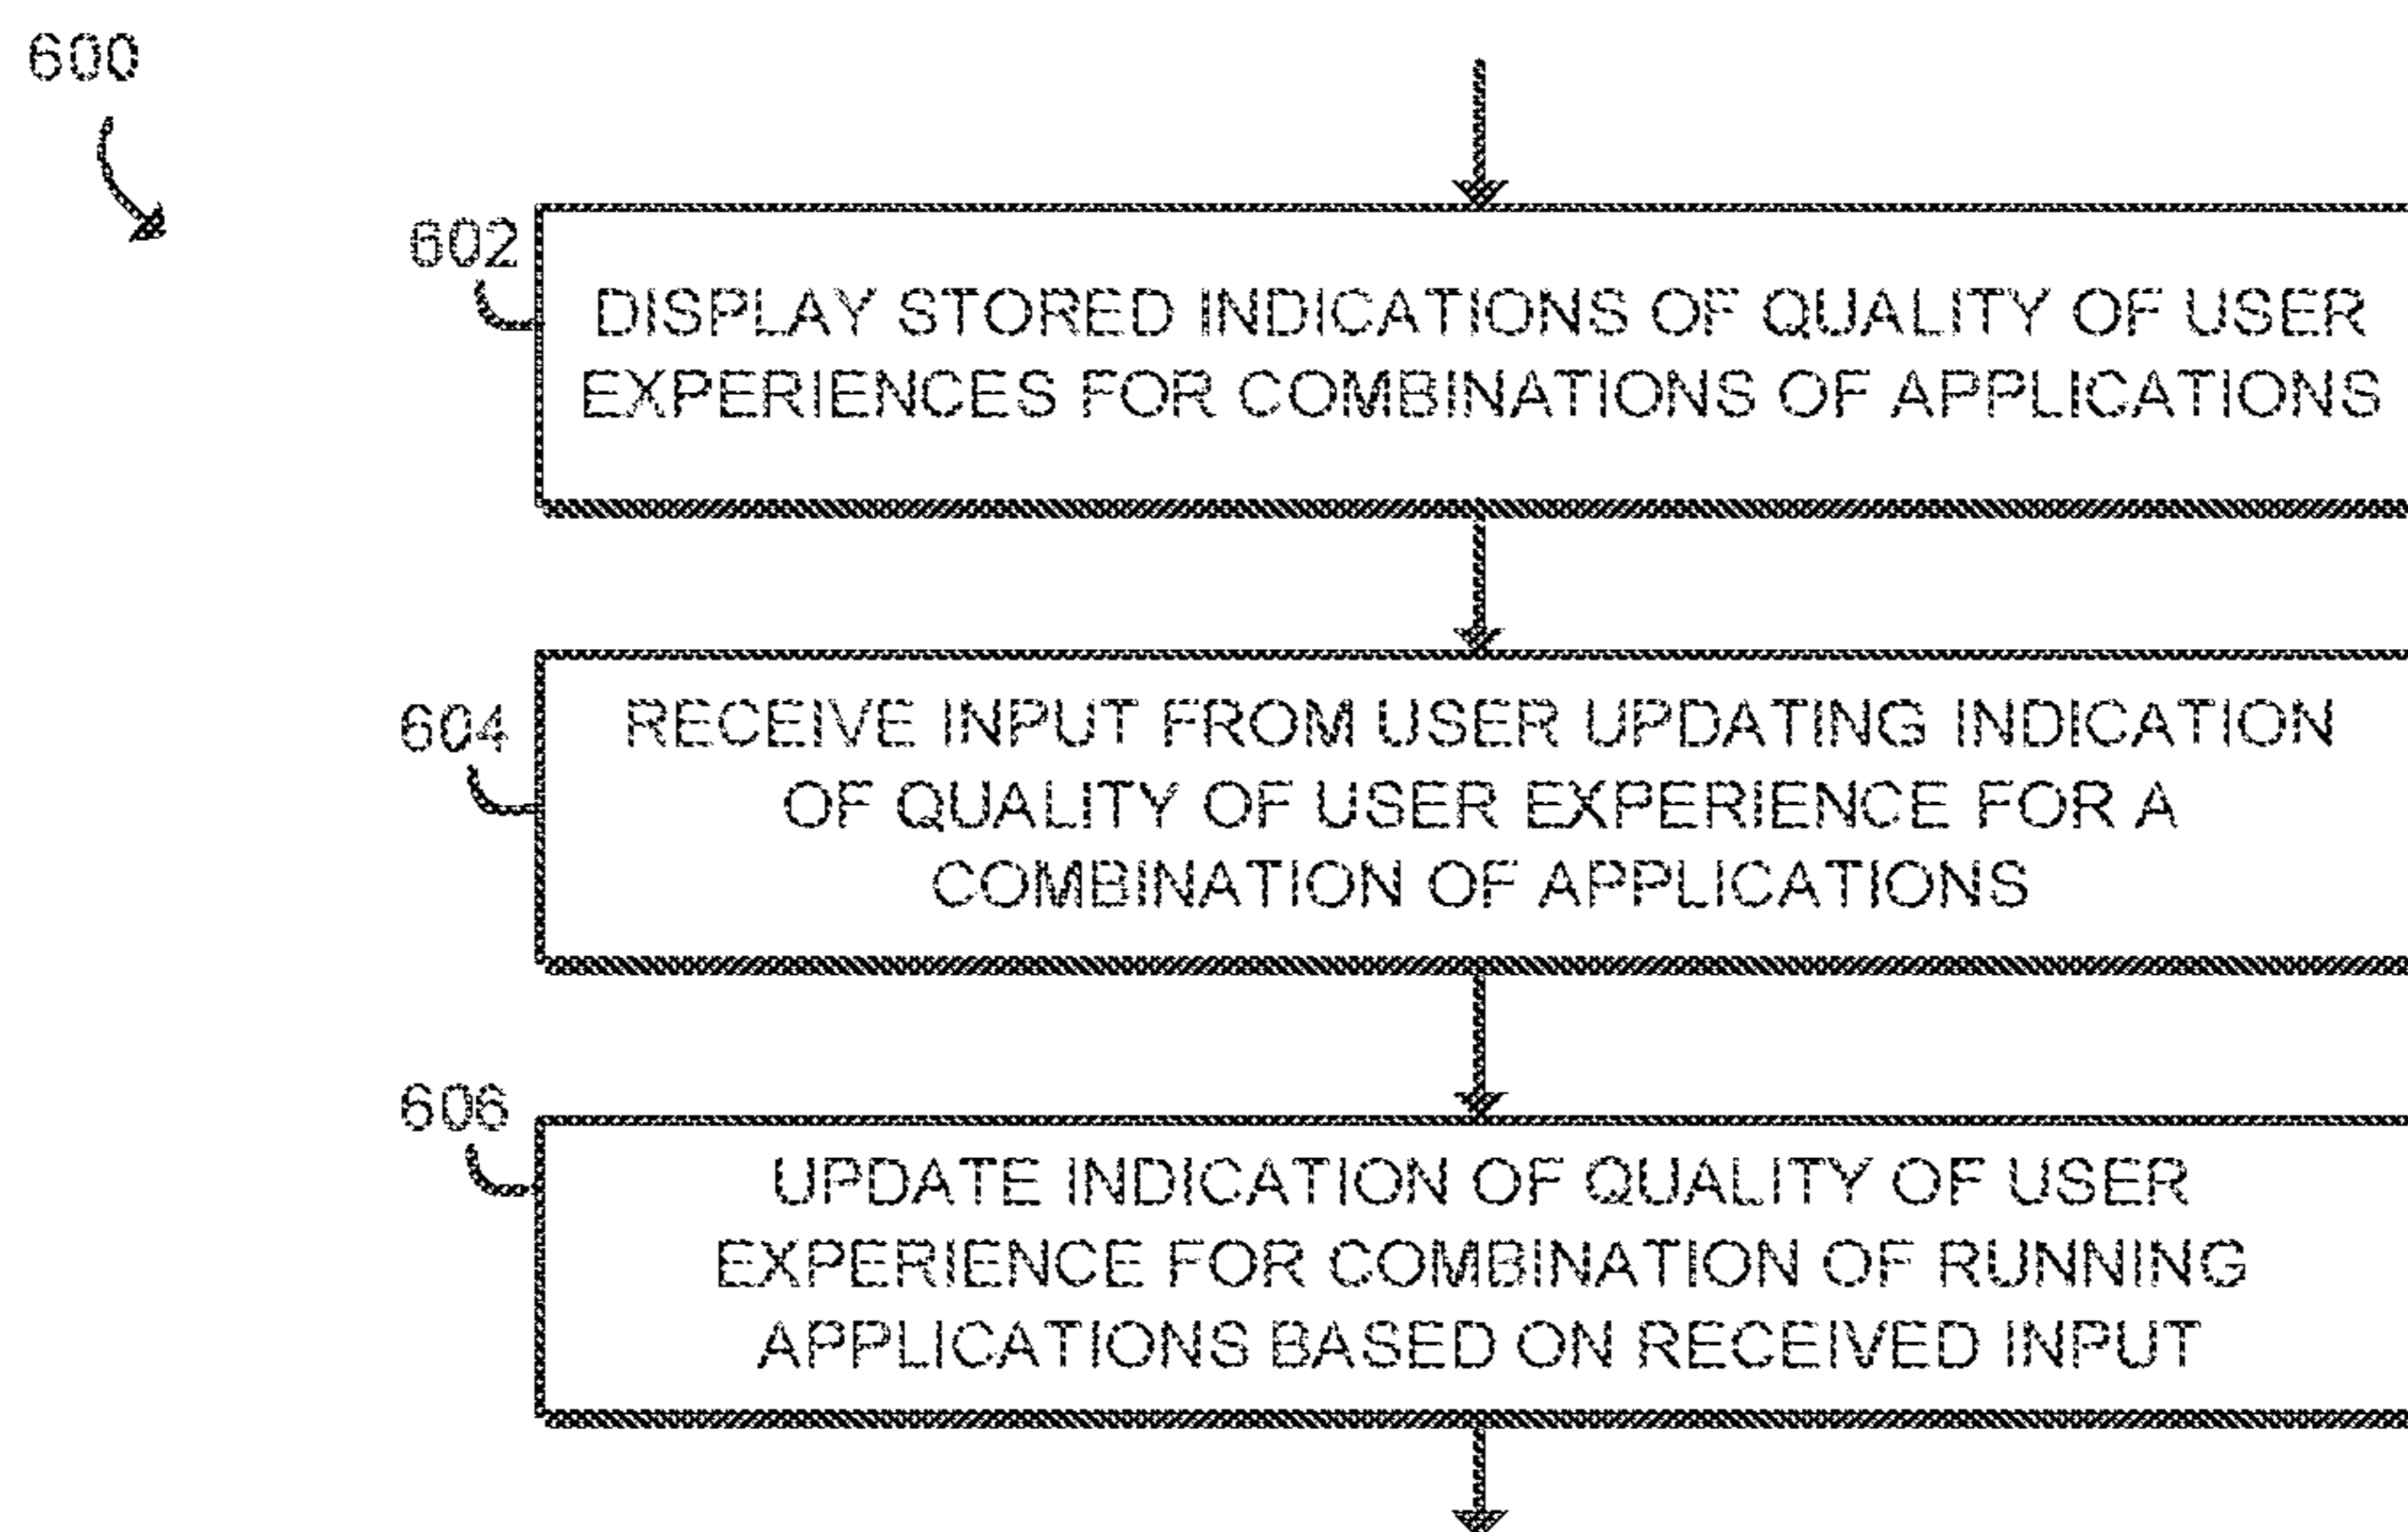 600
602
DISPLAY STORED INDICATIONS OF QUALITY OF USER
EXPERIENCES FOR COMBINATIONS OF APPLICATIONS
604
RECEIVE INPUT FROM USER UPDATING INDICATION
OF QUALITY OF USER EXPERIENCE FOR A
COMBINATION OF APPLICATIONS
606
UPDATE INDICATION OF QUALITY OF USER
EXPERIENCE FOR COMBINATION OF RUNNING
APPLICATIONS BASED ON RECEIVED INPUT